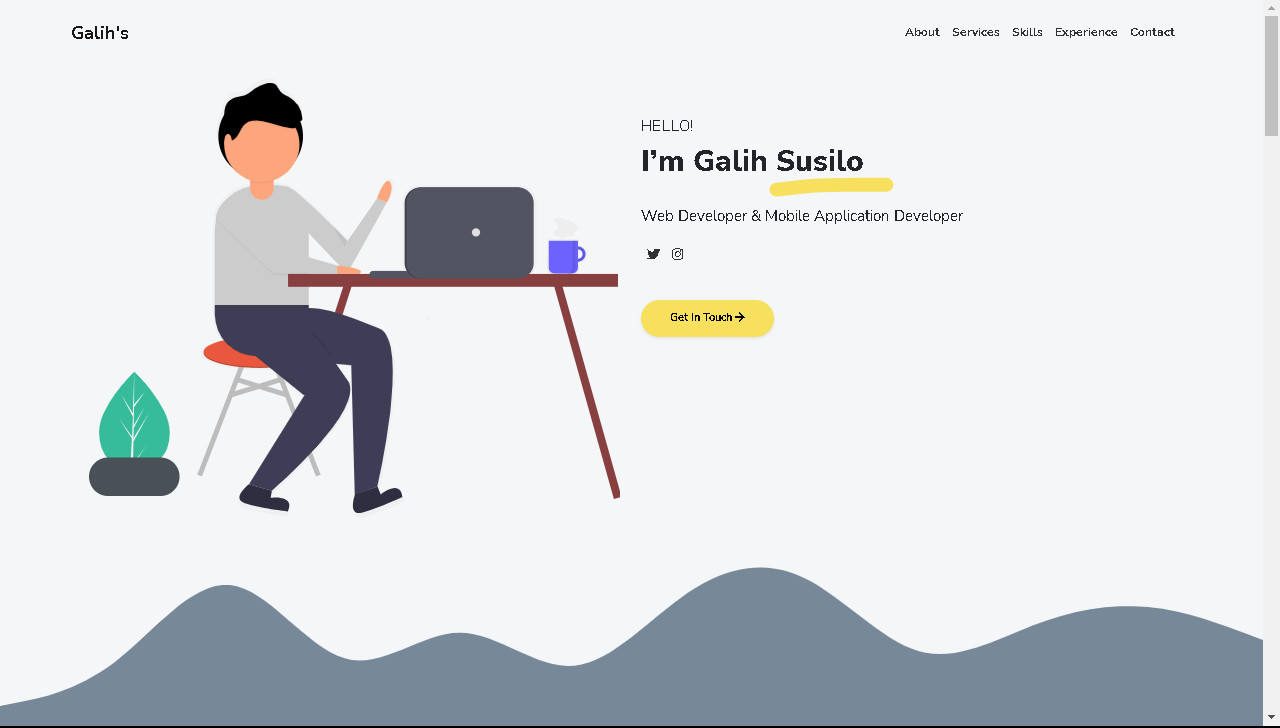 Galih's
About Services Skills Experience Contact
HELLO!
I’m Galih Susilo
Web Developer & Mobile Application Developer
Get In Touch